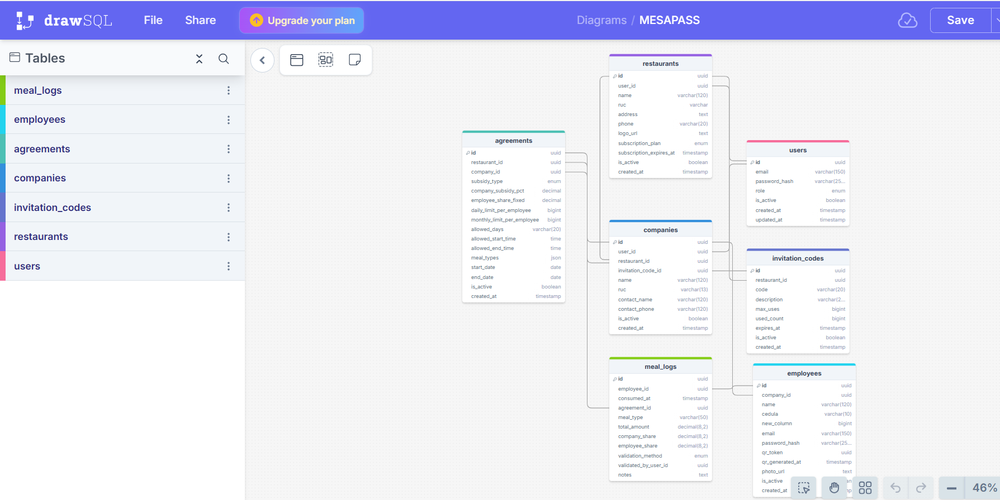 drawSQL File Share Upgrade your plan Diagrams / MESAPASS Save
Tables
meal_logs
employees
agreements
companies
invitation_codes
restaurants
users
restaurants
id uuid
user_id uuid
name varchar(120)
ruc varchar
address text
phone varchar(20)
logo_url text
subscription_plan enum
subscription_expires_at timestamp
is_active boolean
created_at timestamp
agreements
id uuid
restaurant_id uuid
company_id uuid
subsidy_type enum
company_subsidy_pct decimal
employee_share_fixed decimal
daily_limit_per_employee bigint
monthly_limit_per_employee bigint
allowed_days varchar(20)
allowed_start_time time
allowed_end_time time
meal_types json
start_date date
end_date date
is_active boolean
created_at timestamp
users
id uuid
email varchar(150)
password_hash varchar(25...
role enum
is_active boolean
created_at timestamp
updated_at timestamp
companies
id uuid
user_id uuid
restaurant_id uuid
invitation_code_id uuid
name varchar(120)
ruc varchar(13)
contact_name varchar(120)
contact_phone varchar(120)
is_active boolean
created_at timestamp
invitation_codes
id uuid
restaurant_id uuid
code varchar(20)
description varchar(2...
max_uses bigint
used_count bigint
expires_at timestamp
is_active boolean
created_at timestamp
meal_logs
id uuid
employee_id uuid
consumed_at timestamp
agreement_id uuid
meal_type varchar(50)
total_amount decimal(8,2)
company_share decimal(8,2)
employee_share decimal(8,2)
validation_method enum
validated_by_user_id uuid
notes text
employees
id uuid
company_id uuid
name varchar(120)
cedula varchar(10)
new_column bigint
email varchar(150)
password_hash varchar(25...
qr_token uuid
qr_generated_at timestamp
photo_url text
is_active
created_at
46%